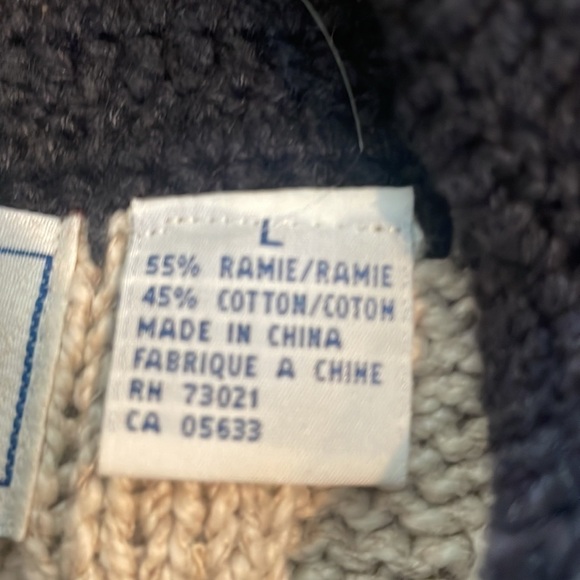 L
55% RAMIE/RAMIE
45% COTTON/COTON
MADE IN CHINA
FABRIQUE A CHINE
RN 73021
CA 05633